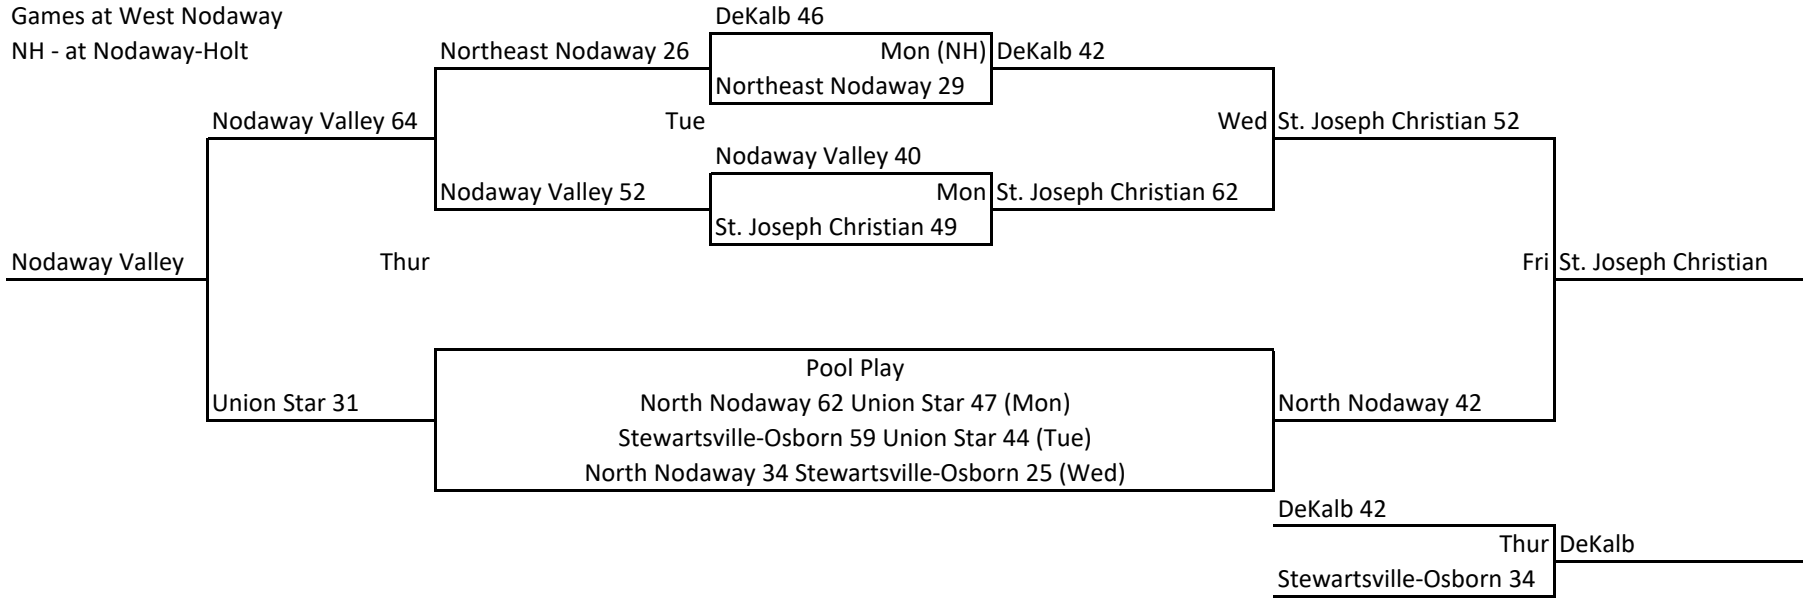 Games at West Nodaway
DeKalb 46
NH - at Nodaway-Holt
Northeast Nodaway 26
Mon (NH)
DeKalb 42
Northeast Nodaway 29
Nodaway Valley 64
Tue
Wed
St. Joseph Christian 52
Nodaway Valley 40
Nodaway Valley 52
Mon
St. Joseph Christian 62
St. Joseph Christian 49
Nodaway Valley
Thur
Fri
St. Joseph Christian
Pool Play
Union Star 31
North Nodaway 62 Union Star 47 (Mon)
North Nodaway 42
Stewartsville-Osborn 59 Union Star 44 (Tue)
North Nodaway 34 Stewartsville-Osborn 25 (Wed)
DeKalb 42
Thur
DeKalb
Stewartsville-Osborn 34